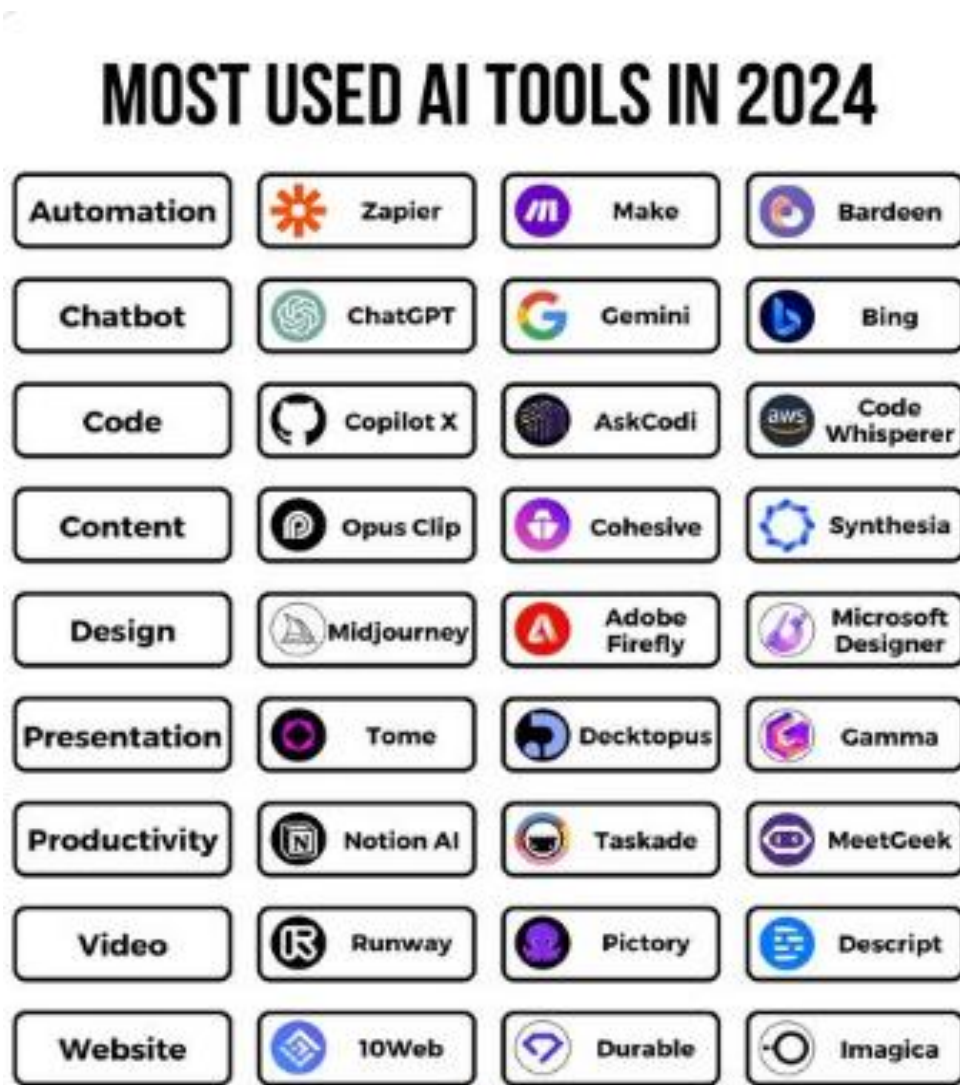 MOST USED AI TOOLS IN 2024
Automation Zapier Make Bardeen
Chatbot ChatGPT Gemini Bing
Code Copilot X AskCodi aws Code
Whisperer
Content Opus Clip Cohesive Synthesia
Design Midjourney Adobe Microsoft
Firefly Designer
Presentation Tome Decktopus Gamma
Productivity N Notion AI Taskade MeetGeek
Video R Runway Pictory Descript
Website 10Web Durable Imagica